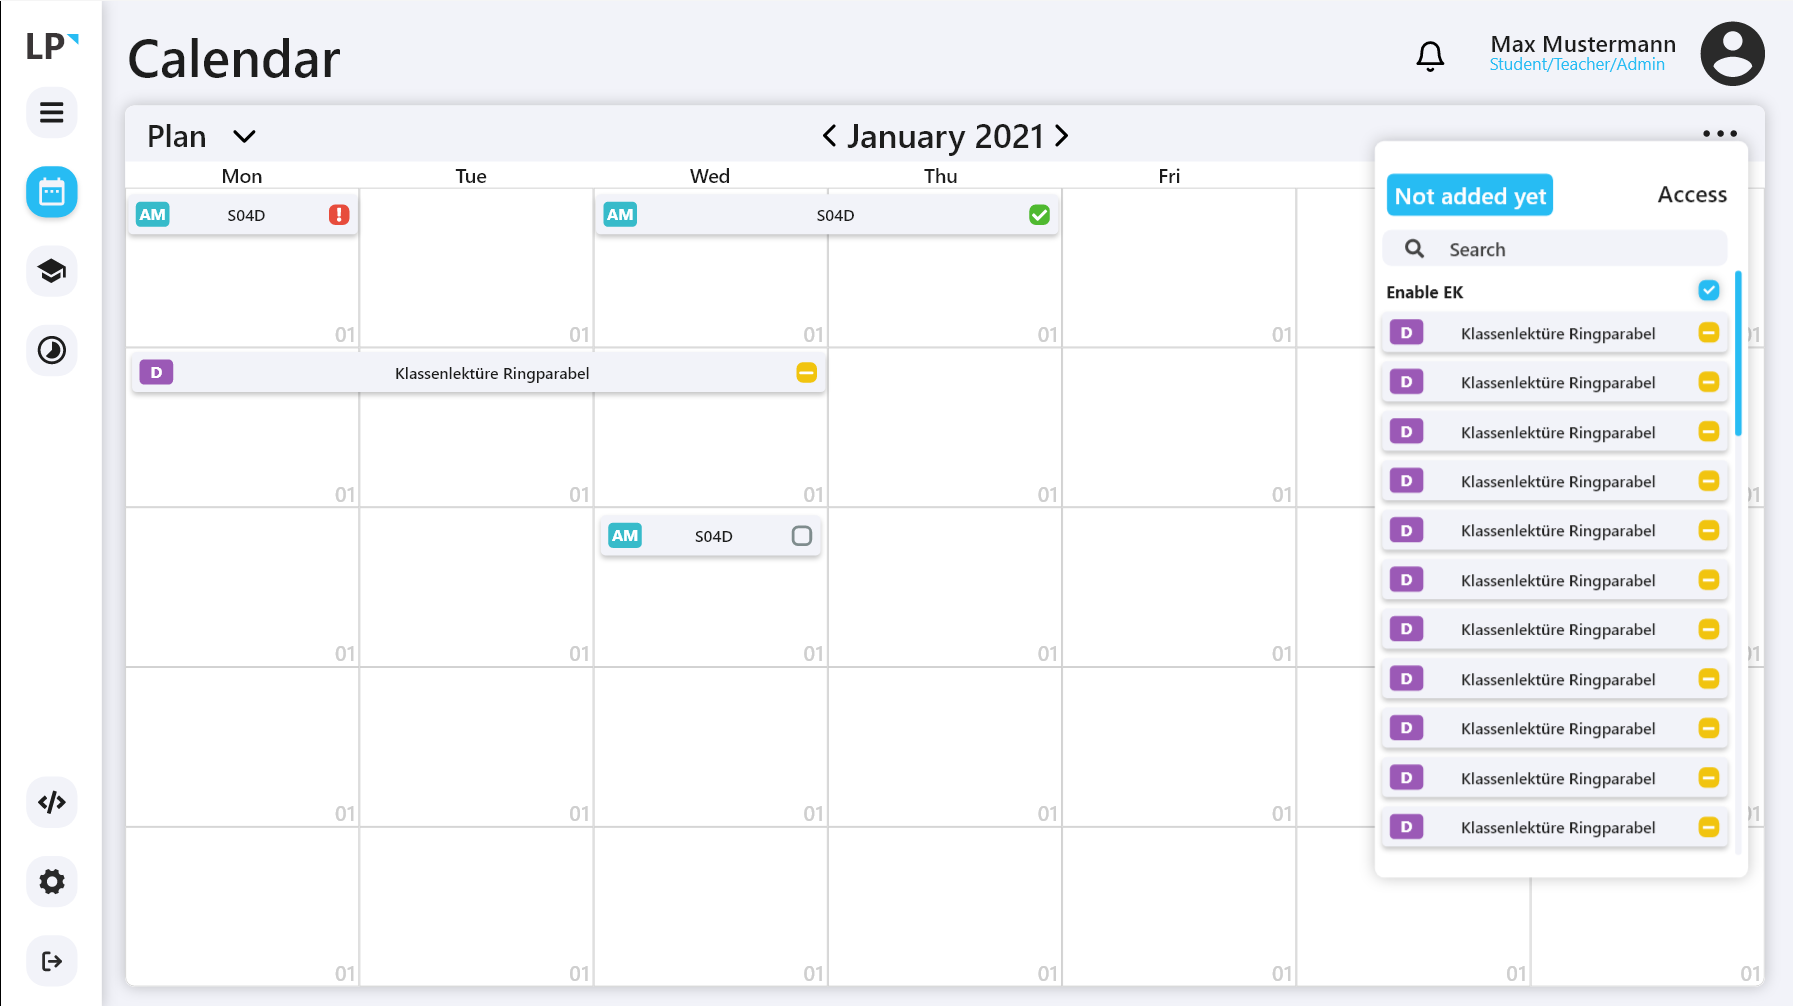 LP
Calendar
Max Mustermann
Student/Teacher/Admin
Plan
January 2021
Mon Tue Wed Thu Fri
AM S04D
AM S04D
01 01 01 01 01 01
D Klassenlektüre Ringparabel
01 01 01 01 01 01
AM S04D
01 01 01 01 01 01
01 01 01 01 01 01
01 01 01 01 01 01 01
Not added yet
Access
Search
Enable EK
D Klassenlektüre Ringparabel
D Klassenlektüre Ringparabel
D Klassenlektüre Ringparabel
D Klassenlektüre Ringparabel
D Klassenlektüre Ringparabel
D Klassenlektüre Ringparabel
D Klassenlektüre Ringparabel
D Klassenlektüre Ringparabel
D Klassenlektüre Ringparabel
D Klassenlektüre Ringparabel
D Klassenlektüre Ringparabel